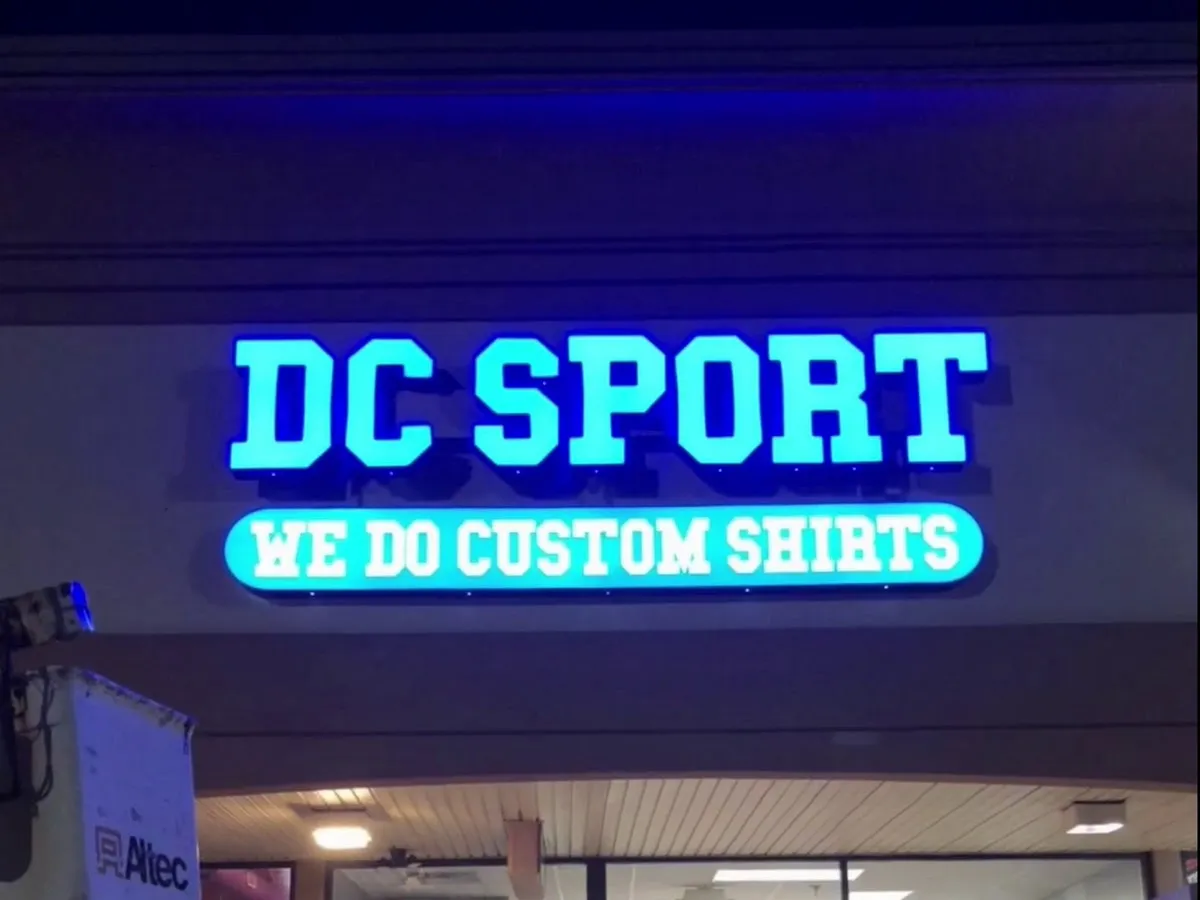 DC SPORT
WE DO CUSTOM SHIRTS
Altec